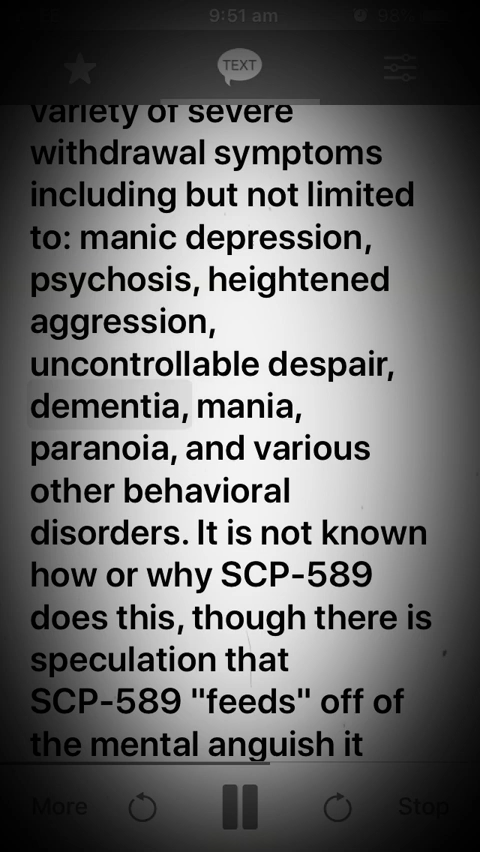 9:51 am 98%
TEXT
variety of severe
withdrawal symptoms
including but not limited
to: manic depression,
psychosis, heightened
aggression,
uncontrollable despair,
dementia, mania,
paranoia, and various
other behavioral
disorders. It is not known
how or why SCP-589
does this, though there is
speculation that
SCP-589 "feeds" off of
the mental anguish it
More Stop